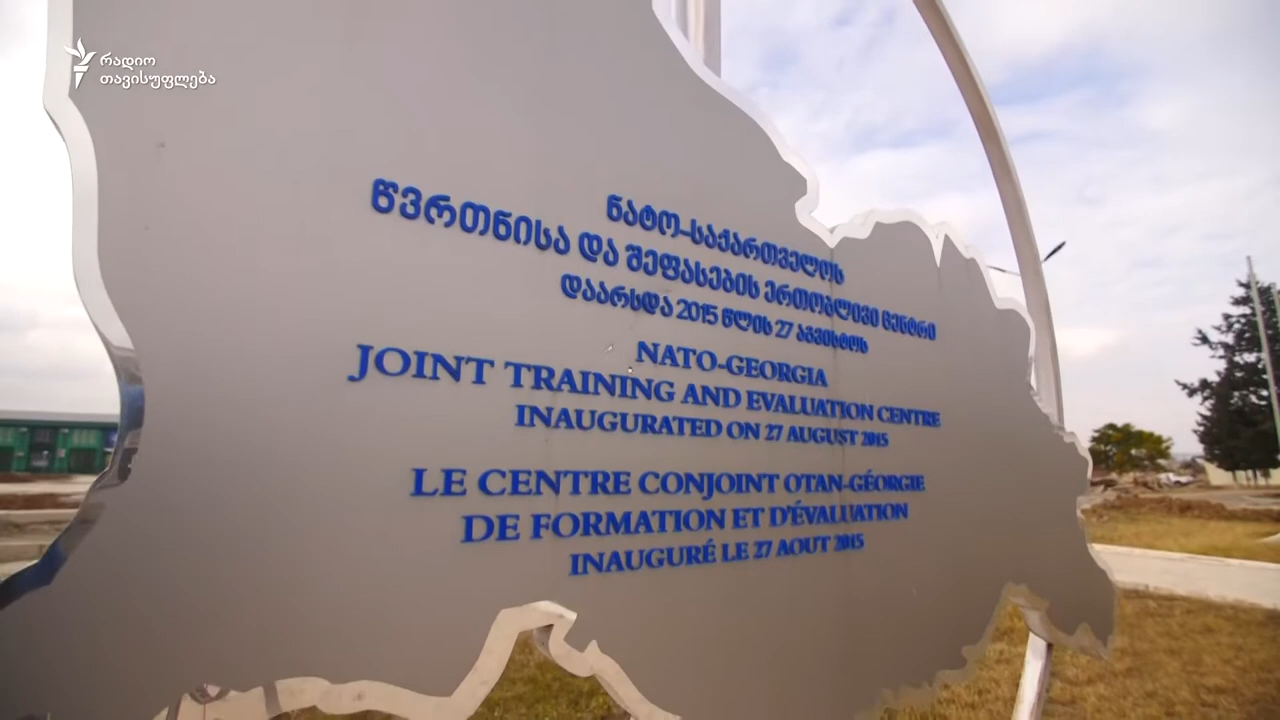 რადიო
თავისუფლება
ნატო-საქართველოს
წვრთნისა და შეფასების ერთობლივი ცენტრი
დაარსდა 2015 წლის 27 აგვისტოს
NATO-GEORGIA
JOINT TRAINING AND EVALUATION CENTRE
INAUGURATED ON 27 AUGUST 2015
LE CENTRE CONJOINT OTAN-GÉORGIE
DE FORMATION ET D'ÉVALUATION
INAUGURÉ LE 27 AOUT 2015